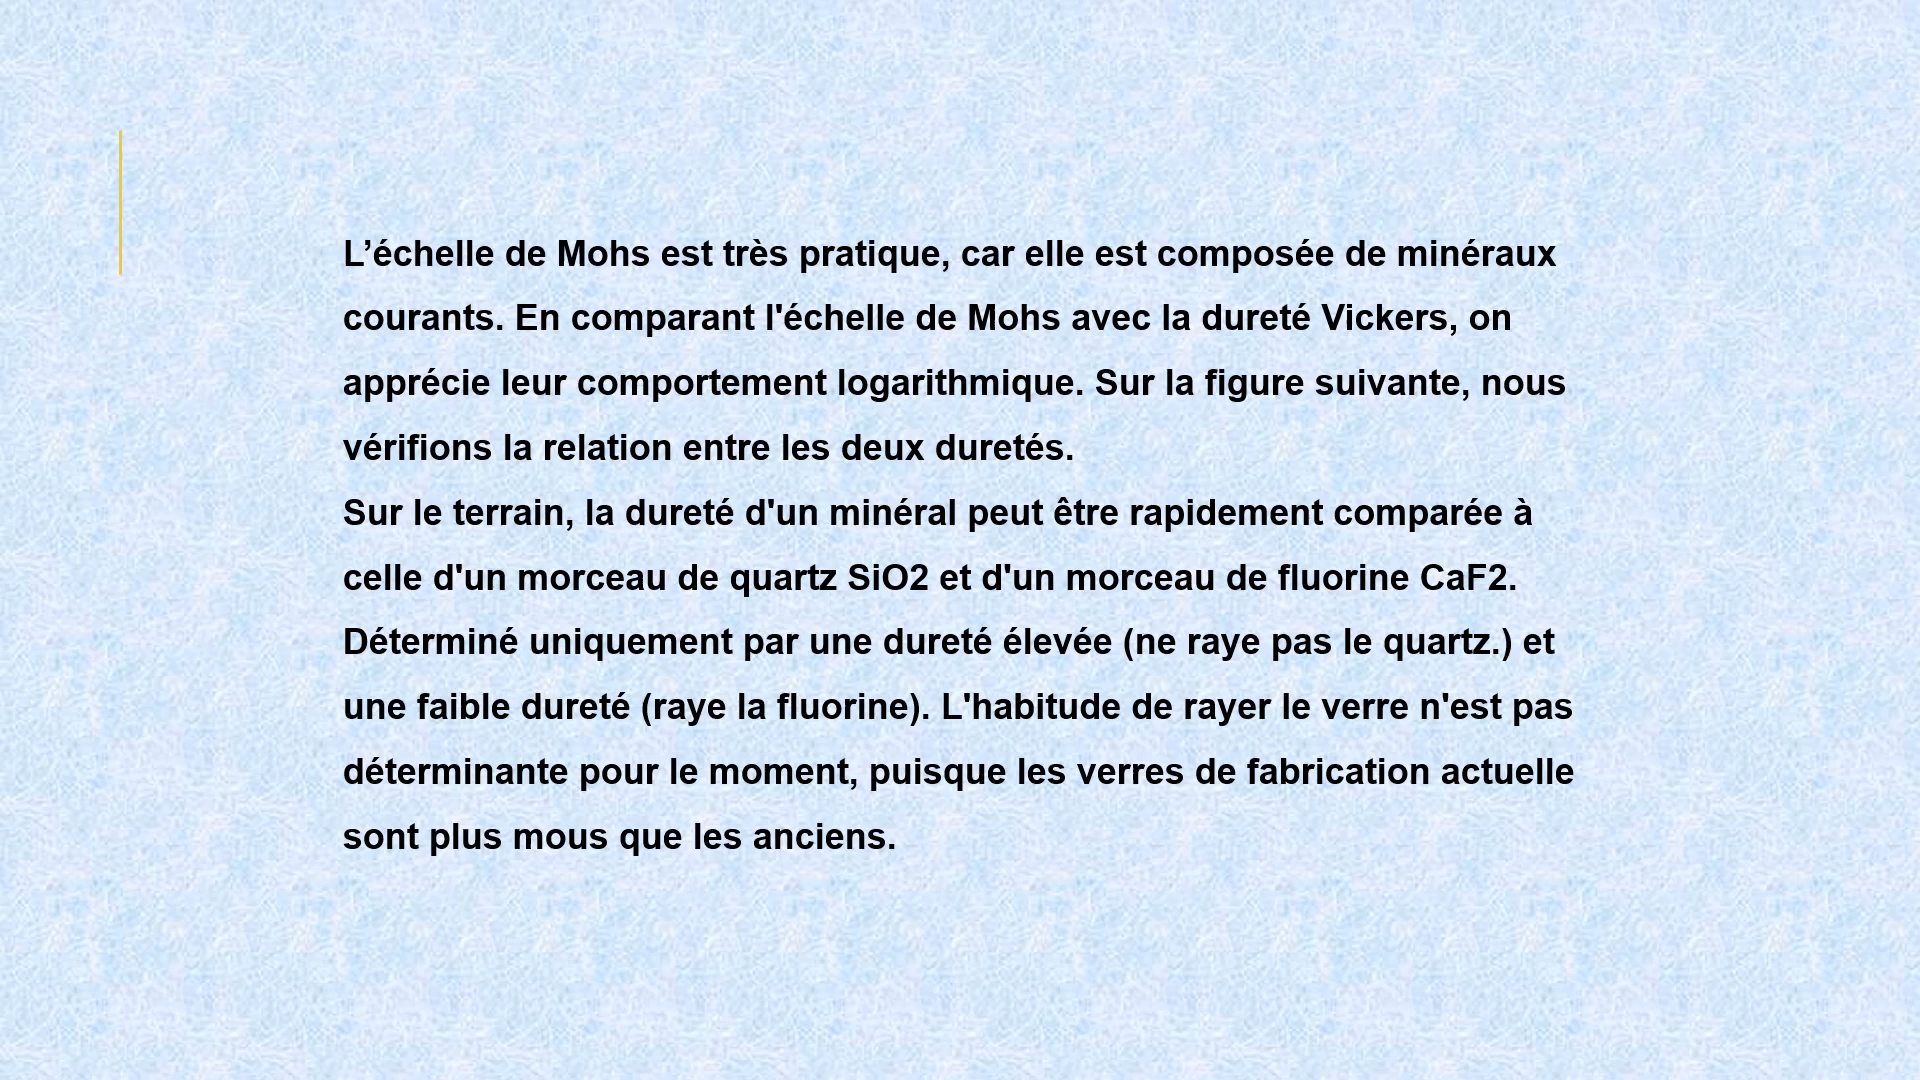 L’échelle de Mohs est très pratique, car elle est composée de minéraux
courants. En comparant l'échelle de Mohs avec la dureté Vickers, on
apprécie leur comportement logarithmique. Sur la figure suivante, nous
vérifions la relation entre les deux duretés.
Sur le terrain, la dureté d'un minéral peut être rapidement comparée à
celle d'un morceau de quartz SiO2 et d'un morceau de fluorine CaF2.
Déterminé uniquement par une dureté élevée (ne raye pas le quartz.) et
une faible dureté (raye la fluorine). L'habitude de rayer le verre n'est pas
déterminante pour le moment, puisque les verres de fabrication actuelle
sont plus mous que les anciens.